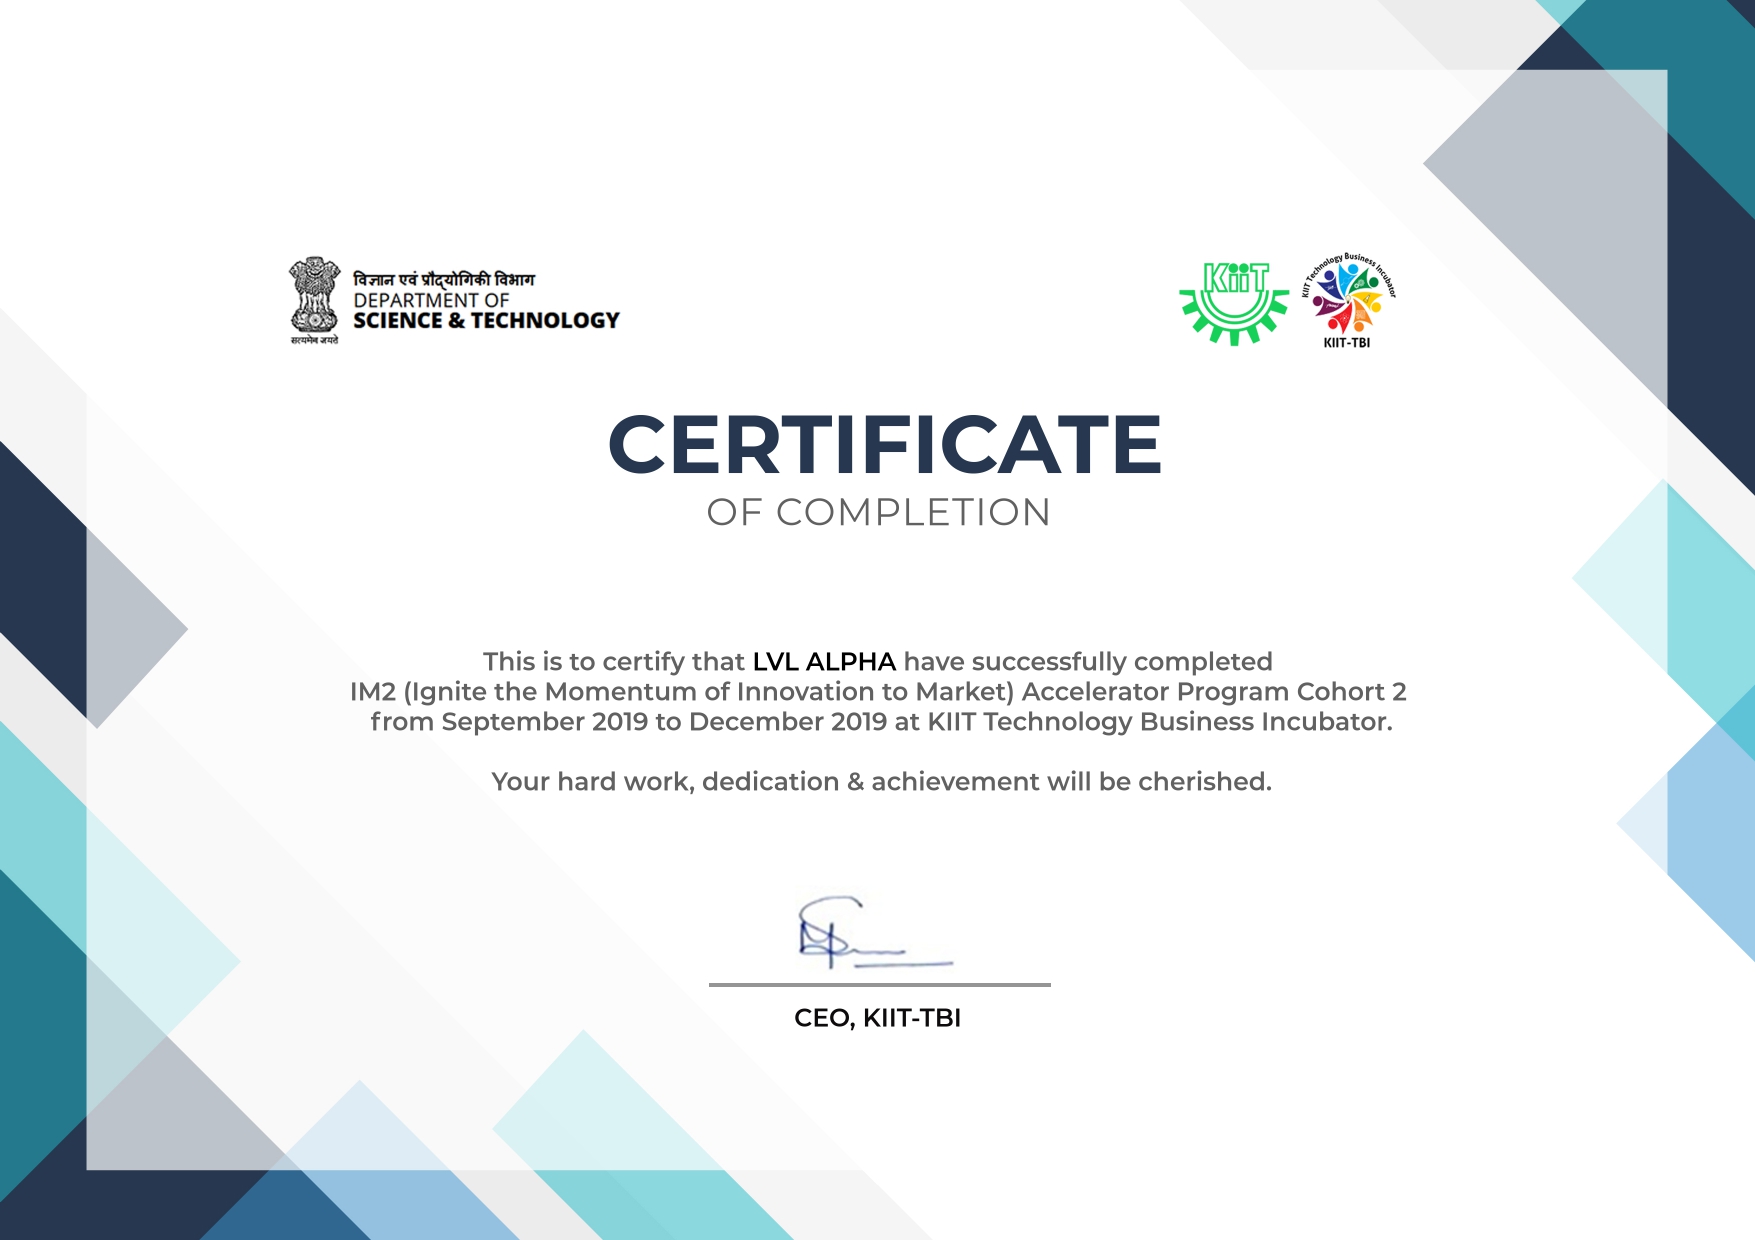 विज्ञान एवं प्रौद्योगिकी विभाग
DEPARTMENT OF
SCIENCE & TECHNOLOGY
सत्यमेव जयते
KiiT
KIIT Technology Business Incubator
KIIT-TBI
CERTIFICATE
OF COMPLETION
This is to certify that LVL ALPHA have successfully completed
IM2 (Ignite the Momentum of Innovation to Market) Accelerator Program Cohort 2
from September 2019 to December 2019 at KIIT Technology Business Incubator.
Your hard work, dedication & achievement will be cherished.
CEO, KIIT-TBI